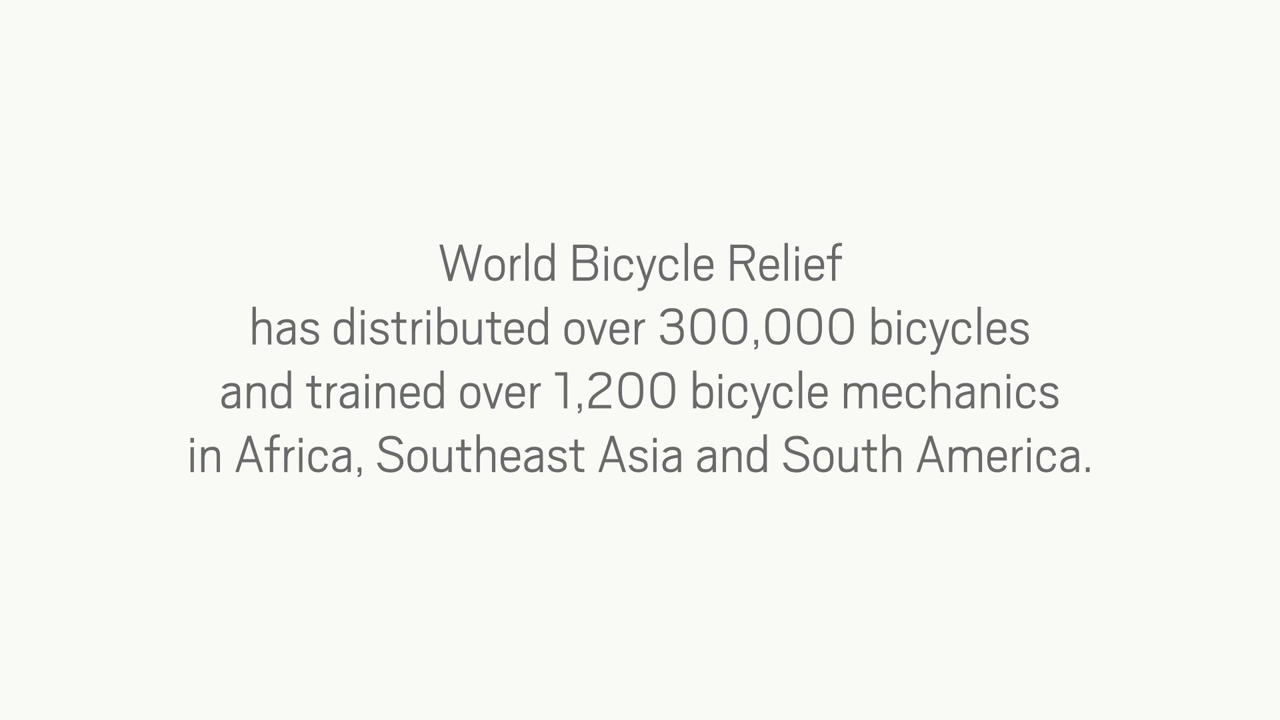 World Bicycle Relief
has distributed over 300,000 bicycles
and trained over 1,200 bicycle mechanics
in Africa, Southeast Asia and South America.